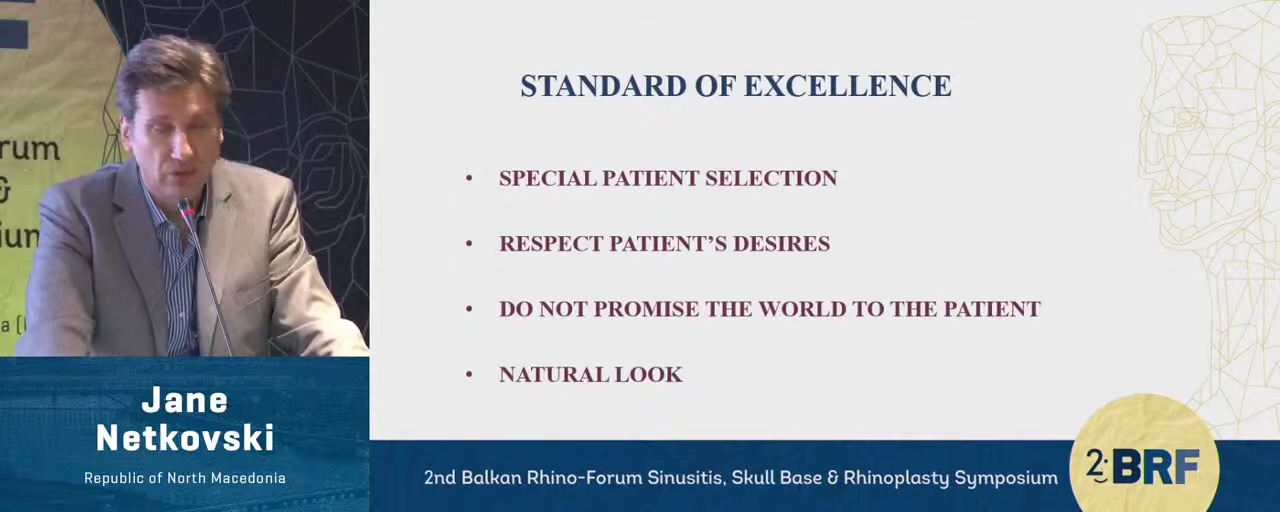 rum
&
STANDARD OF EXCELLENCE
• SPECIAL PATIENT SELECTION
• RESPECT PATIENT'S DESIRES
• DO NOT PROMISE THE WORLD TO THE PATIENT
• NATURAL LOOK
Jane
Netkovski
Republic of North Macedonia
2nd Balkan Rhino-Forum Sinusitis, Skull Base & Rhinoplasty Symposium
2. BRF